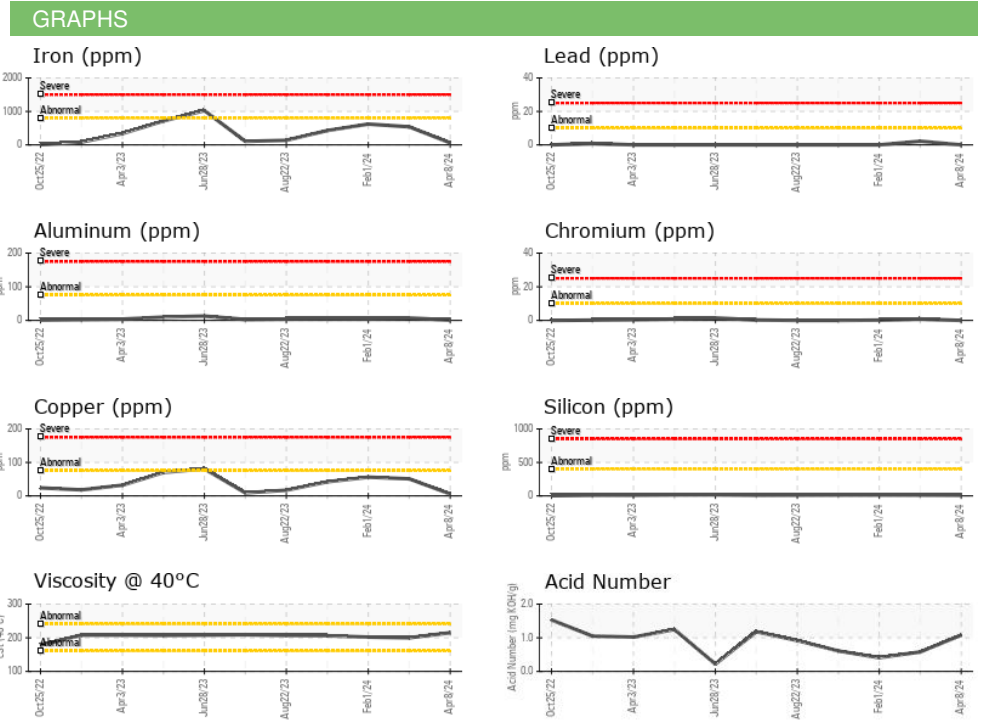 GRAPHS
Iron (ppm)
2000
1000
0
Severe
Abnormal
Oct25/22
Apr3/23
Jun28/23
Aug22/23
Feb1/24
Apr8/24
Lead (ppm)
ppm
40
20
0
Severe
Abnormal
Oct25/22
Apr3/23
Jun28/23
Aug22/23
Feb1/24
Apr8/24
Aluminum (ppm)
ppm
200
100
0
Severe
Abnormal
Oct25/22
Apr3/23
Jun28/23
Aug22/23
Feb1/24
Apr8/24
Chromium (ppm)
ppm
40
20
0
Severe
Abnormal
Oct25/22
Apr3/23
Jun28/23
Aug22/23
Feb1/24
Apr8/24
Copper (ppm)
ppm
200
100
0
Severe
Abnormal
Oct25/22
Apr3/23
Jun28/23
Aug22/23
Feb1/24
Apr8/24
Silicon (ppm)
ppm
1000
500
0
Severe
Abnormal
Oct25/22
Apr3/23
Jun28/23
Aug22/23
Feb1/24
Apr8/24
Viscosity @ 40°C
300
200
100
Abnormal
Abnormal
Oct25/22
Apr3/23
Jun28/23
Aug22/23
Feb1/24
Apr8/24
Acid Number
Acid Number (mg KOH/g)
2.0
1.0
0.0
Oct25/22
Apr3/23
Jun28/23
Aug22/23
Feb1/24
Apr8/24